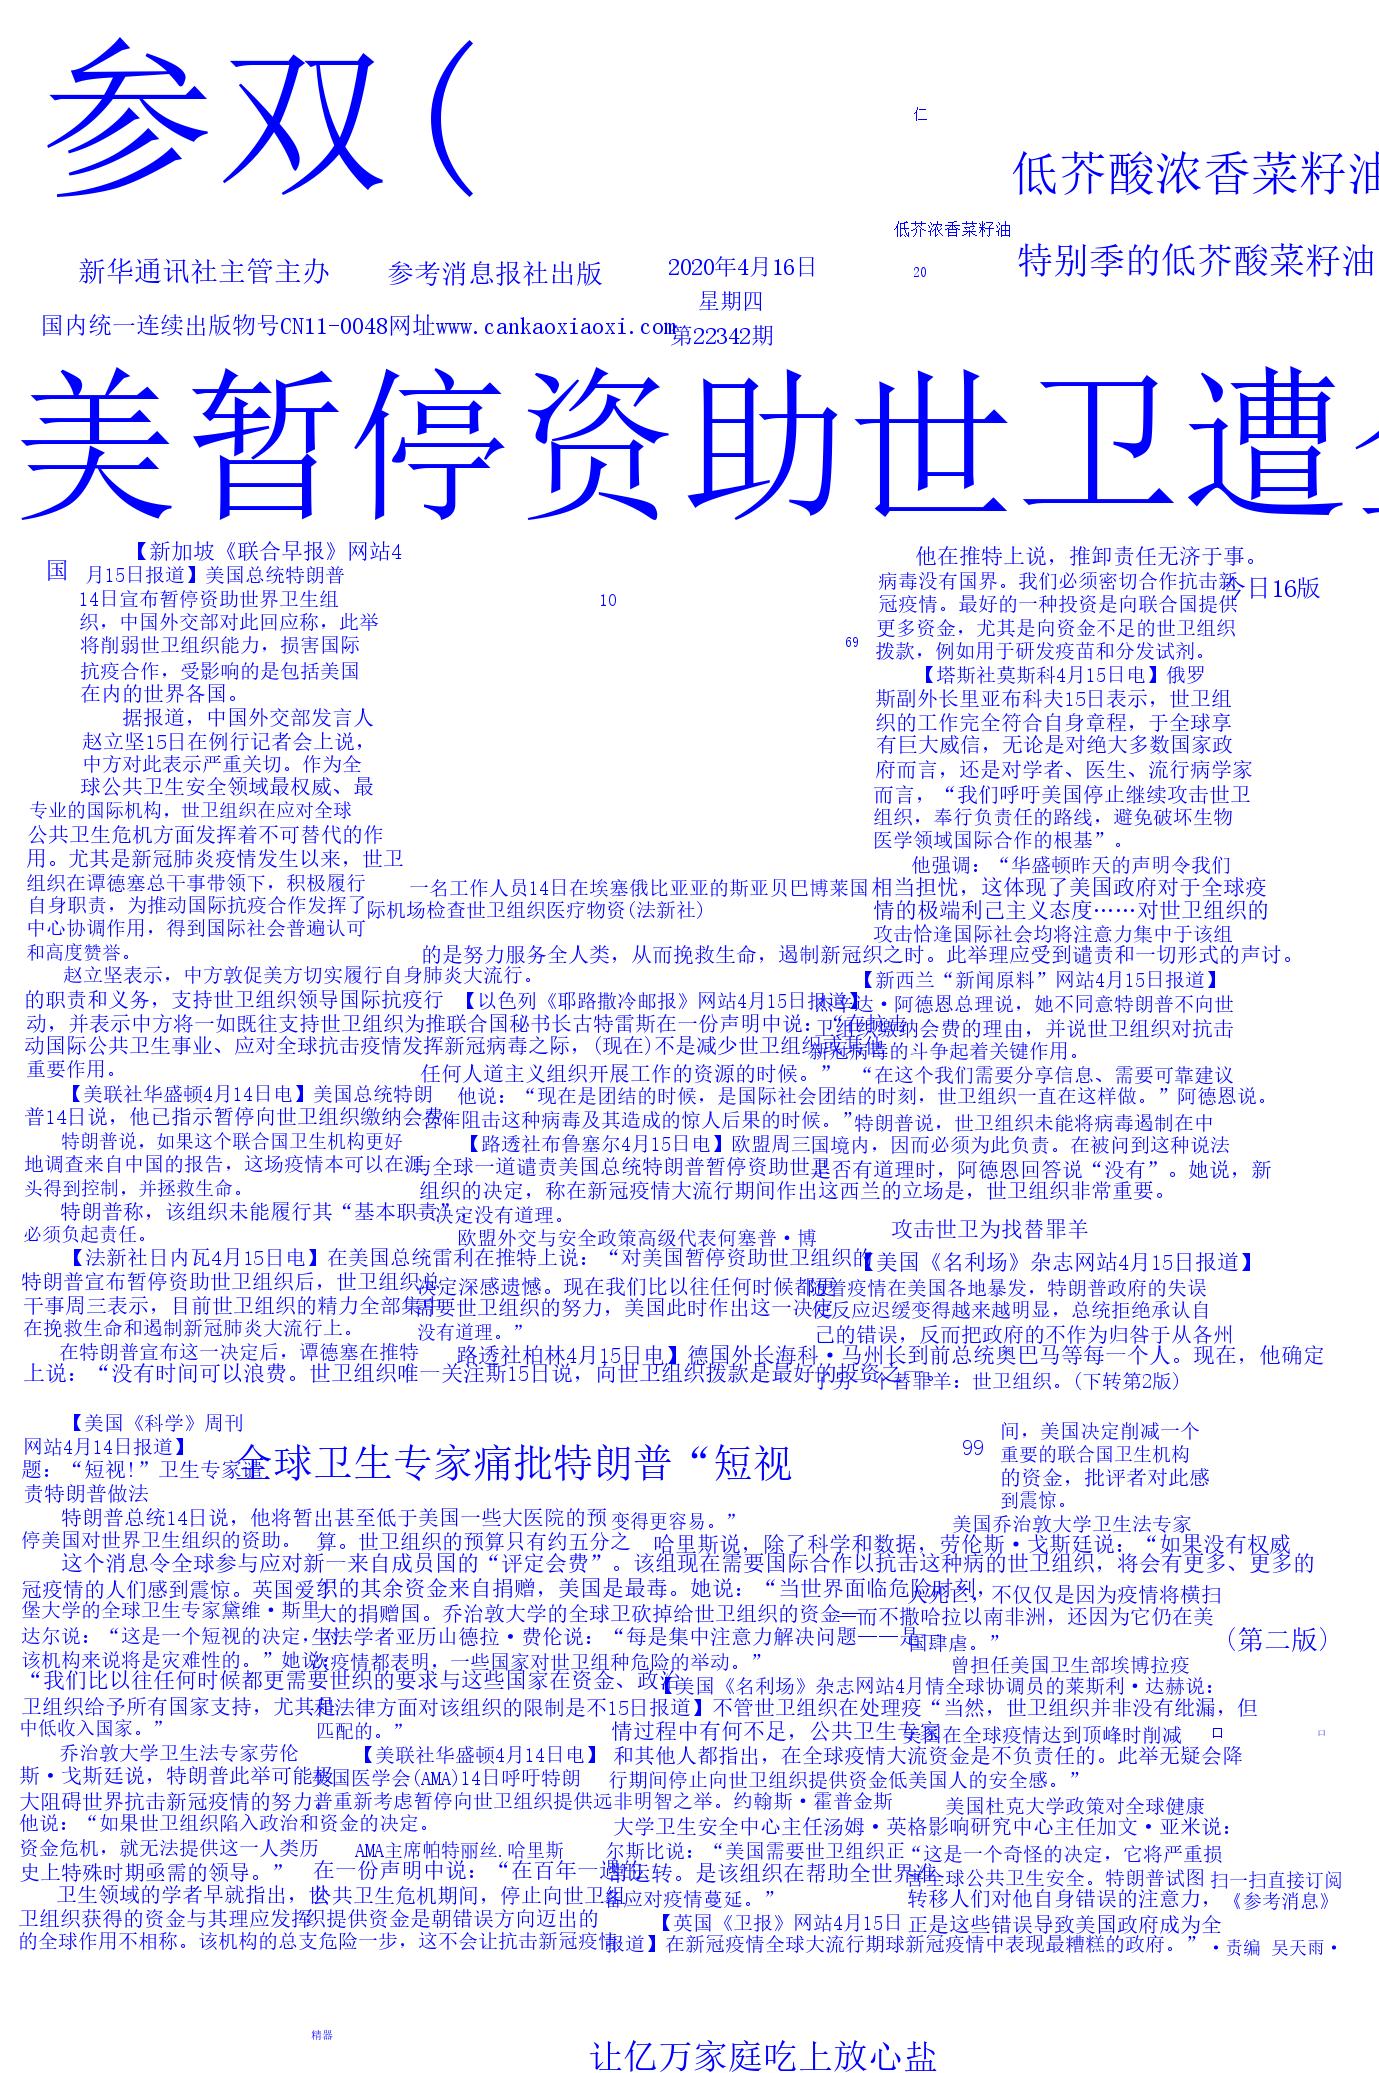 参双(
仁
低芥酸浓香菜籽油
低芥浓香菜籽油
特别季的低芥酸菜籽油
20
新华通讯社主管主办
参考消息报社出版
2020年4月16日
星期四
第22342期
国内统一连续出版物号CN11-0048网址www.cankaoxiaoxi.com
美暂停资助世卫遭
今日16版
国
【新加坡《联合早报》网站4
月15日报道】美国总统特朗普
14日宣布暂停资助世界卫生组
织，中国外交部对此回应称，此举
将削弱世卫组织能力，损害国际
抗疫合作，受影响的是包括美国
在内的世界各国。
据报道，中国外交部发言人
赵立坚15日在例行记者会上说，
中方对此表示严重关切。作为全
球公共卫生安全领域最权威、最
专业的国际机构，世卫组织在应对全球
公共卫生危机方面发挥着不可替代的作
用。尤其是新冠肺炎疫情发生以来，世卫
组织在谭德塞总干事带领下，积极履行
自身职责，为推动国际抗疫合作发挥了
中心协调作用，得到国际社会普遍认可
和高度赞誉。
赵立坚表示，中方敦促美方切实履行自身
的职责和义务，支持世卫组织领导国际抗疫行
动，并表示中方将一如既往支持世卫组织为推
动国际公共卫生事业、应对全球抗击疫情发挥
重要作用。
【美联社华盛顿4月14日电】美国总统特朗
普14日说，他已指示暂停向世卫组织缴纳会费。
特朗普说，如果这个联合国卫生机构更好
地调查来自中国的报告，这场疫情本可以在源
头得到控制，并拯救生命。
特朗普称，该组织未能履行其“基本职责”，
必须负起责任。
【法新社日内瓦4月15日电】在美国总统
特朗普宣布暂停资助世卫组织后，世卫组织总
干事周三表示，目前世卫组织的精力全部集中
在挽救生命和遏制新冠肺炎大流行上。
在特朗普宣布这一决定后，谭德塞在推特
上说：“没有时间可以浪费。世卫组织唯一关注
10
69
一名工作人员14日在埃塞俄比亚亚的斯亚贝巴博莱国
际机场检查世卫组织医疗物资(法新社)
的是努力服务全人类，从而挽救生命，遏制新冠
肺炎大流行。
【以色列《耶路撒冷邮报》网站4月15日报道】
联合国秘书长古特雷斯在一份声明中说：“在抗击
新冠病毒之际，(现在)不是减少世卫组织或其他
任何人道主义组织开展工作的资源的时候。”
他说：“现在是团结的时候，是国际社会团结
作阻击这种病毒及其造成的惊人后果的时候。”
【路透社布鲁塞尔4月15日电】欧盟周三
与全球一道谴责美国总统特朗普暂停资助世卫
组织的决定，称在新冠疫情大流行期间作出这
一决定没有道理。
欧盟外交与安全政策高级代表何塞普·博
雷利在推特上说：“对美国暂停资助世卫组织的
决定深感遗憾。现在我们比以往任何时候都更
需要世卫组织的努力，美国此时作出这一决定
没有道理。”
路透社柏林4月15日电】德国外长海科·马
斯15日说，向世卫组织拨款是最好的投资之一。
他在推特上说，推卸责任无济于事。
病毒没有国界。我们必须密切合作抗击新
冠疫情。最好的一种投资是向联合国提供
更多资金，尤其是向资金不足的世卫组织
拨款，例如用于研发疫苗和分发试剂。
【塔斯社莫斯科4月15日电】俄罗
斯副外长里亚布科夫15日表示，世卫组
织的工作完全符合自身章程，于全球享
有巨大威信，无论是对绝大多数国家政
府而言，还是对学者、医生、流行病学家
而言，“我们呼吁美国停止继续攻击世卫
组织，奉行负责任的路线，避免破坏生物
医学领域国际合作的根基”。
他强调：“华盛顿昨天的声明令我们
相当担忧，这体现了美国政府对于全球疫
情的极端利己主义态度……对世卫组织的
攻击恰逢国际社会均将注意力集中于该组
织之时。此举理应受到谴责和一切形式的声讨。
【新西兰“新闻原料”网站4月15日报道】
杰辛达·阿德恩总理说，她不同意特朗普不向世
卫组织缴纳会费的理由，并说世卫组织对抗击
新冠病毒的斗争起着关键作用。
“在这个我们需要分享信息、需要可靠建议
的时刻，世卫组织一直在这样做。”阿德恩说。
特朗普说，世卫组织未能将病毒遏制在中
国境内，因而必须为此负责。在被问到这种说法
是否有道理时，阿德恩回答说“没有”。她说，新
西兰的立场是，世卫组织非常重要。
攻击世卫为找替罪羊
【美国《名利场》杂志网站4月15日报道】
随着疫情在美国各地暴发，特朗普政府的失误
使反应迟缓变得越来越明显，总统拒绝承认自
己的错误，反而把政府的不作为归咎于从各州
州长到前总统奥巴马等每一个人。现在，他确定
了另一个替罪羊：世卫组织。(下转第2版)
全球卫生专家痛批特朗普“短视
【美国《科学》周刊
网站4月14日报道】
题：“短视！”卫生专家谴
责特朗普做法
特朗普总统14日说，他将暂
停美国对世界卫生组织的资助。
这个消息令全球参与应对新
冠疫情的人们感到震惊。英国爱丁
堡大学的全球卫生专家黛维·斯里
达尔说：“这是一个短视的决定，对
该机构来说将是灾难性的。”她说：
“我们比以往任何时候都更需要世
卫组织给予所有国家支持，尤其是
中低收入国家。”
乔治敦大学卫生法专家劳伦
斯·戈斯廷说，特朗普此举可能极
大阻碍世界抗击新冠疫情的努力。
他说：“如果世卫组织陷入政治和
资金危机，就无法提供这一人类历
史上特殊时期亟需的领导。”
卫生领域的学者早就指出，世
卫组织获得的资金与其理应发挥
的全球作用不相称。该机构的总支
出甚至低于美国一些大医院的预
算。世卫组织的预算只有约五分之
一来自成员国的“评定会费”。该组
织的其余资金来自捐赠，美国是最
大的捐赠国。乔治敦大学的全球卫
生法学者亚历山德拉·费伦说：“每
次疫情都表明，一些国家对世卫组
织的要求与这些国家在资金、政治
和法律方面对该组织的限制是不
匹配的。”
【美联社华盛顿4月14日电】
美国医学会(AMA)14日呼吁特朗
普重新考虑暂停向世卫组织提供
资金的决定。
AMA主席帕特丽丝.哈里斯
在一份声明中说：“在百年一遇的
公共卫生危机期间，停止向世卫组
织提供资金是朝错误方向迈出的
危险一步，这不会让抗击新冠疫情
变得更容易。”
哈里斯说，除了科学和数据，
现在需要国际合作以抗击这种病
毒。她说：“当世界面临危险时刻，
砍掉给世卫组织的资金——而不
是集中注意力解决问题——是一
种危险的举动。”
【美国《名利场》杂志网站4月
15日报道】不管世卫组织在处理疫
情过程中有何不足，公共卫生专家
和其他人都指出，在全球疫情大流
行期间停止向世卫组织提供资金
远非明智之举。约翰斯·霍普金斯
大学卫生安全中心主任汤姆·英格
尔斯比说：“美国需要世卫组织正
常运转。是该组织在帮助全世界准
备应对疫情蔓延。”
【英国《卫报》网站4月15日
报道】在新冠疫情全球大流行期
99
间，美国决定削减一个
重要的联合国卫生机构
的资金，批评者对此感
到震惊。
美国乔治敦大学卫生法专家
劳伦斯·戈斯廷说：“如果没有权威
的世卫组织，将会有更多、更多的
人死亡，不仅仅是因为疫情将横扫
撒哈拉以南非洲，还因为它仍在美
国肆虐。”
（第二版）
曾担任美国卫生部埃博拉疫
情全球协调员的莱斯利·达赫说：
“当然，世卫组织并非没有纰漏，但
美国在全球疫情达到顶峰时削减
资金是不负责任的。此举无疑会降
低美国人的安全感。”
美国杜克大学政策对全球健康
影响研究中心主任加文·亚米说：
“这是一个奇怪的决定，它将严重损
害全球公共卫生安全。特朗普试图
转移人们对他自身错误的注意力，
正是这些错误导致美国政府成为全
球新冠疫情中表现最糟糕的政府。”
口
口
扫一扫直接订阅
《参考消息》
·责编 吴天雨·
精器
让亿万家庭吃上放心盐